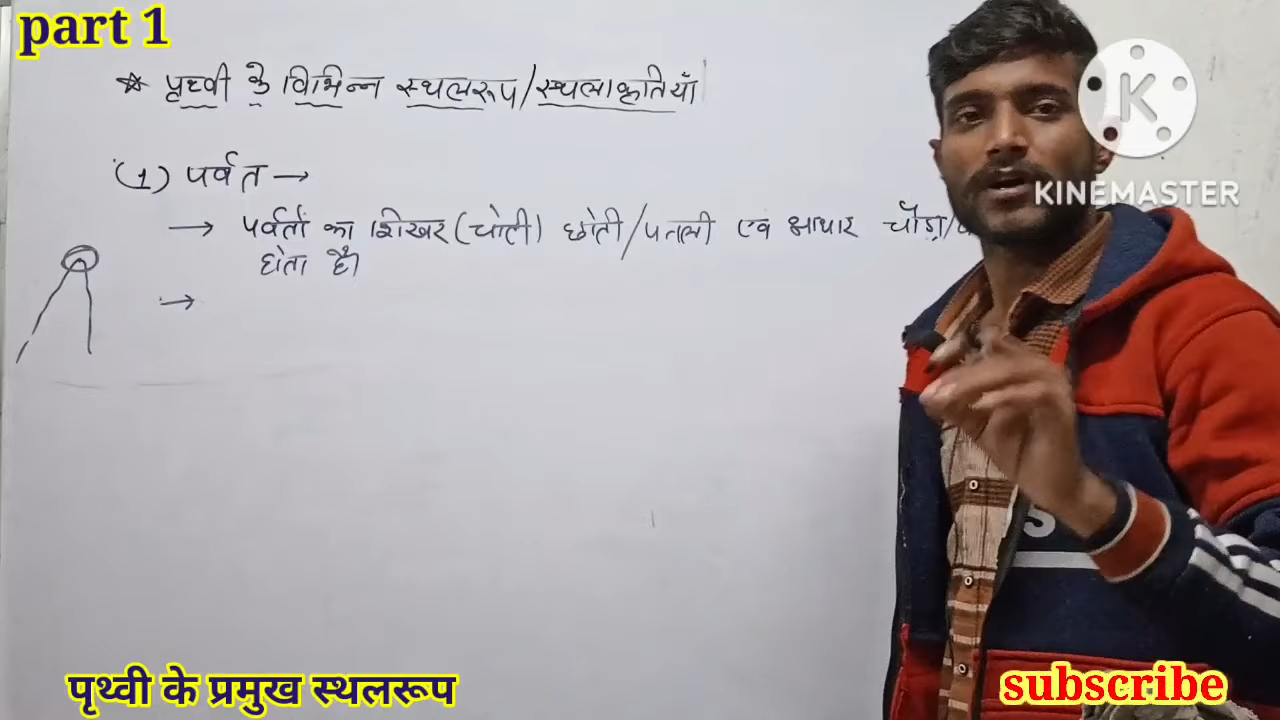 part 1
☆ पृथ्वी के विभिन्न स्थलरूप/स्थलाकृतियाँ
(1) पर्वत →
→ पर्वतों का शिखर (चोटी) छोटी/पतली एवं आधार चौड़ा/
होता है।
→
K
KINEMASTER
S
पृथ्वी के प्रमुख स्थलरूप
subscribe